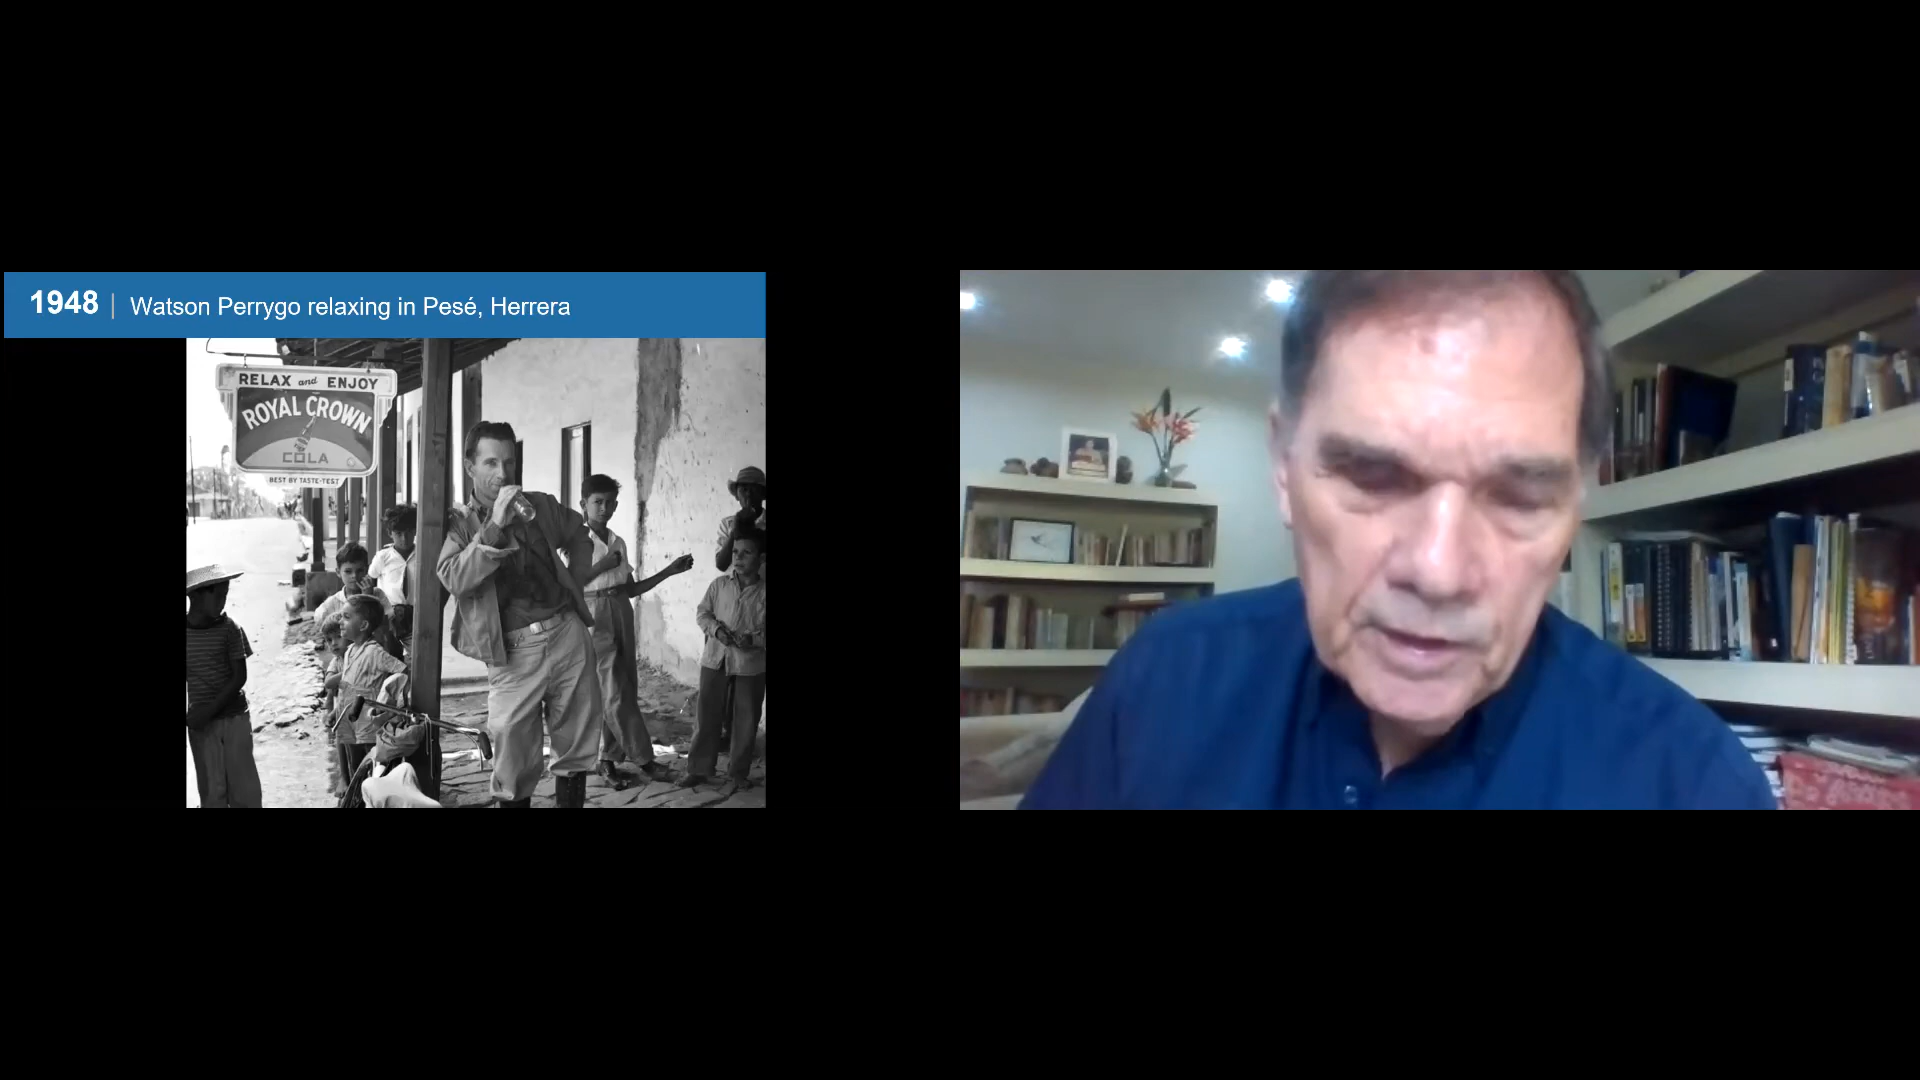 1948 | Watson Perrygo relaxing in Pesé, Herrera
RELAX and ENJOY
ROYAL CROWN
COLA
BEST BY TASTE-TEST